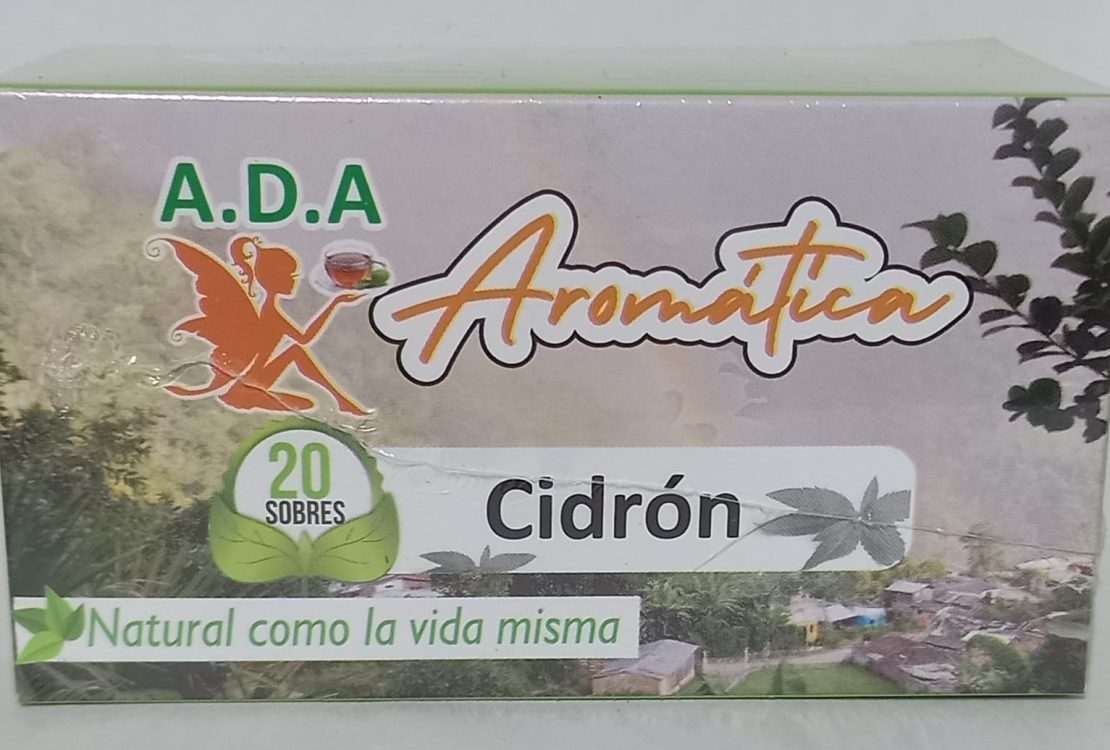 A.D.A
Aromática
20
SOBRES
Cidrón
Natural como la vida misma